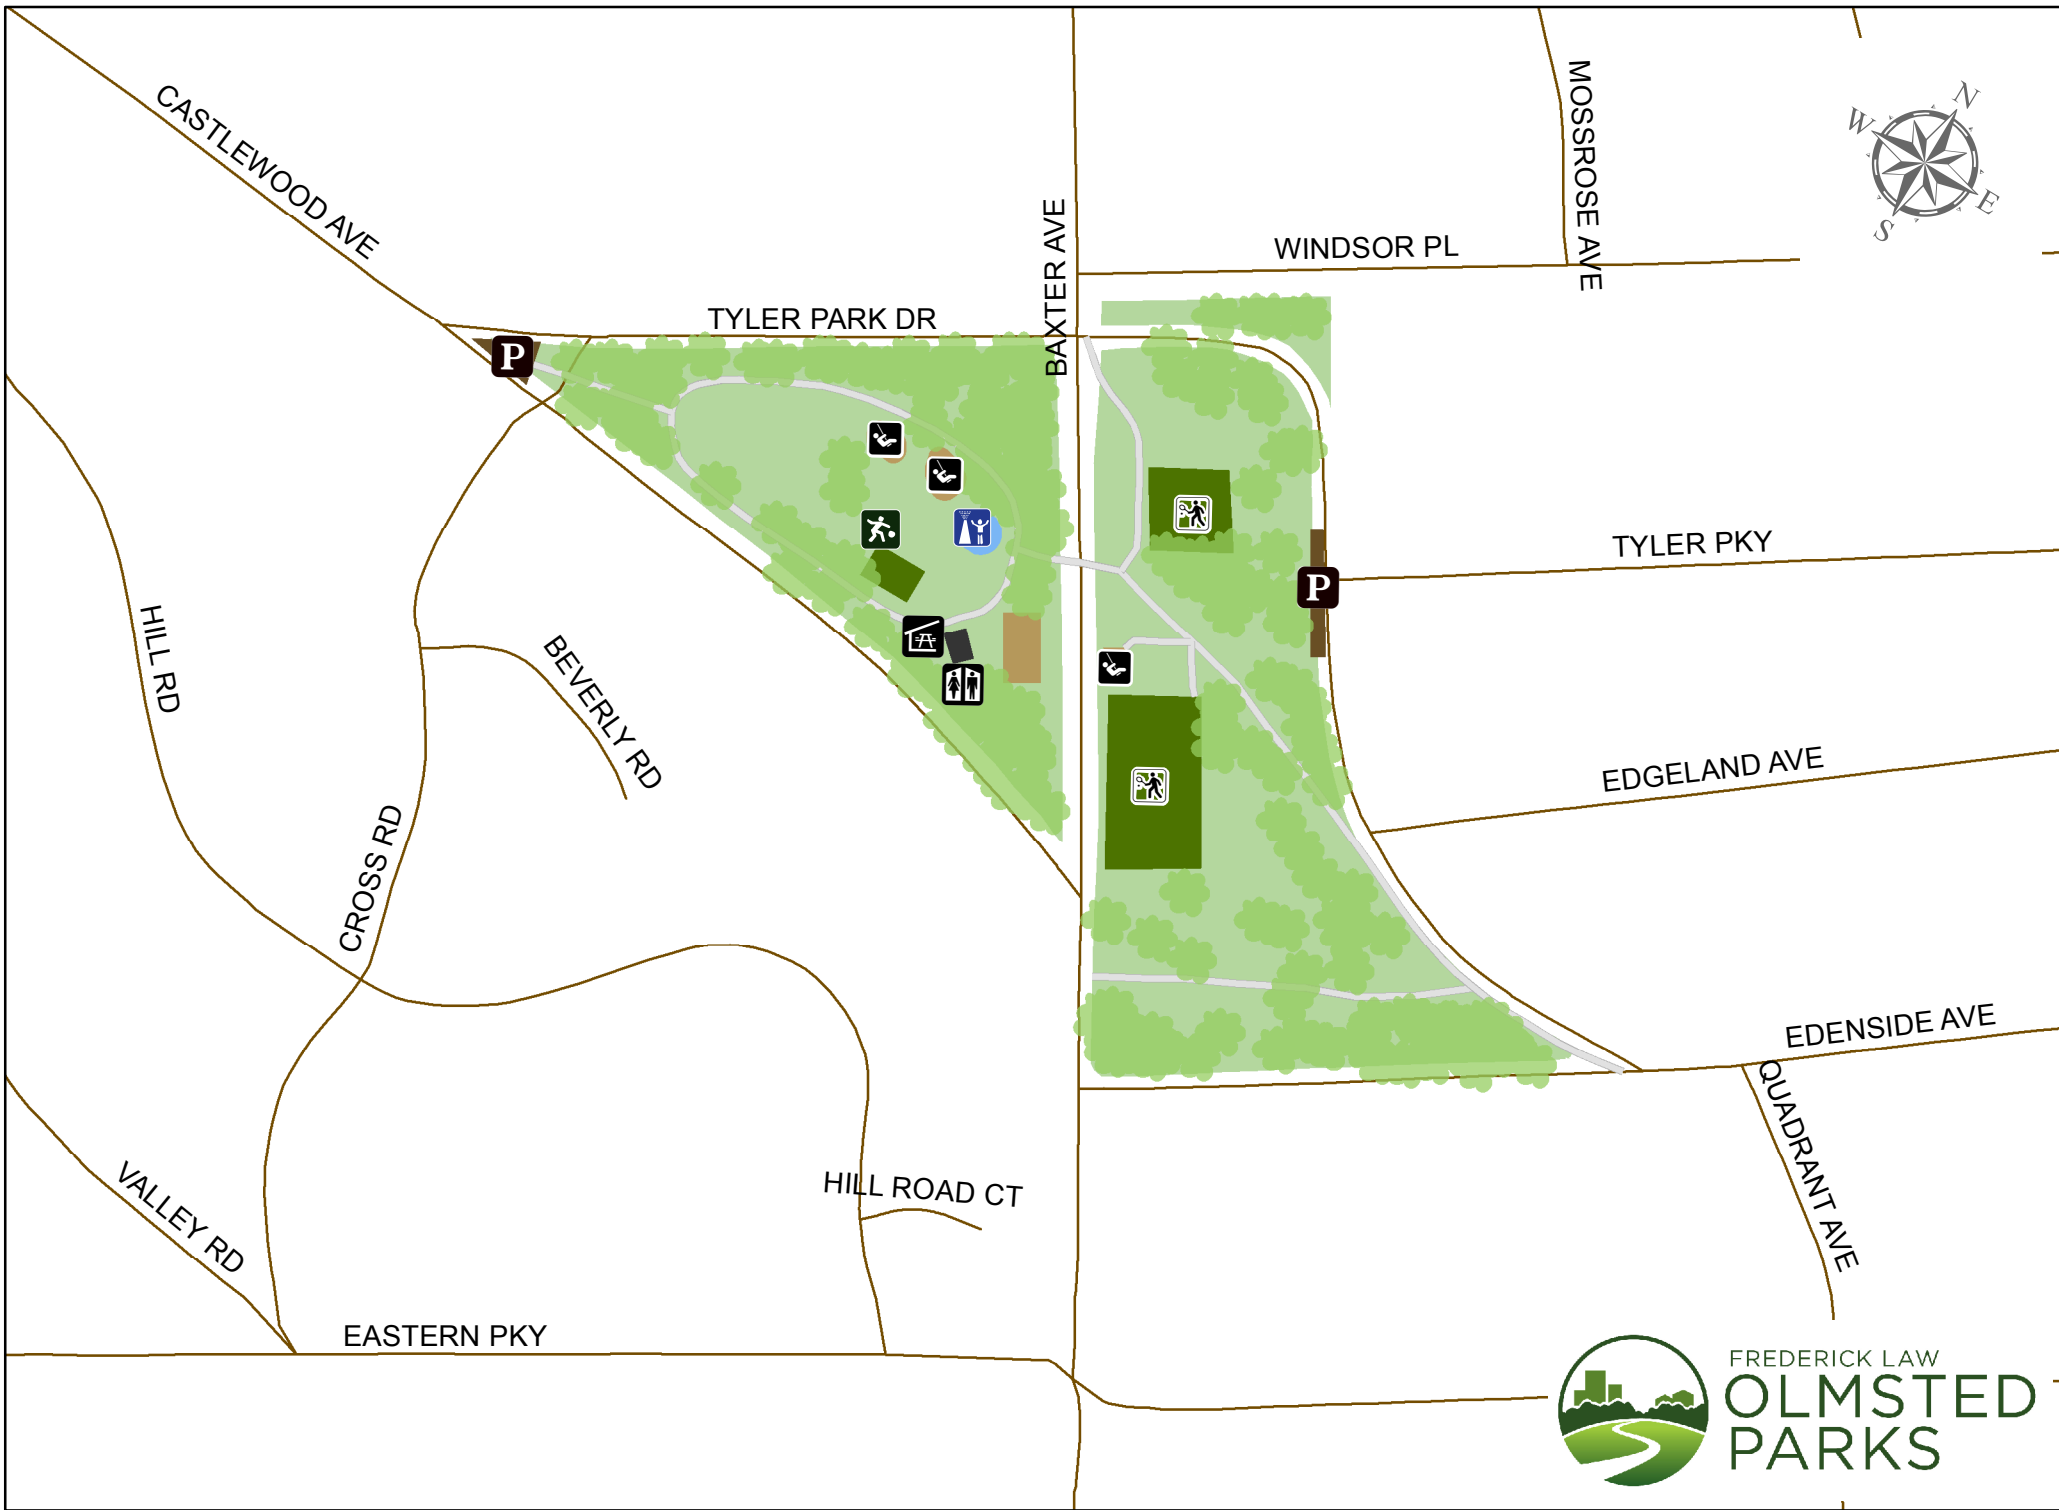 CASTLEWOOD AVE
TYLER PARK DR
BAXTER AVE
WINDSOR PL
MOSSROSE AVE
N
W
E
S
P
TYLER PKY
P
HILL RD
BEVERLY RD
CROSS RD
EDGELAND AVE
EDENSIDE AVE
QUADRANT AVE
VALLEY RD
HILL ROAD CT
EASTERN PKY
FREDERICK LAW
OLMSTED
PARKS